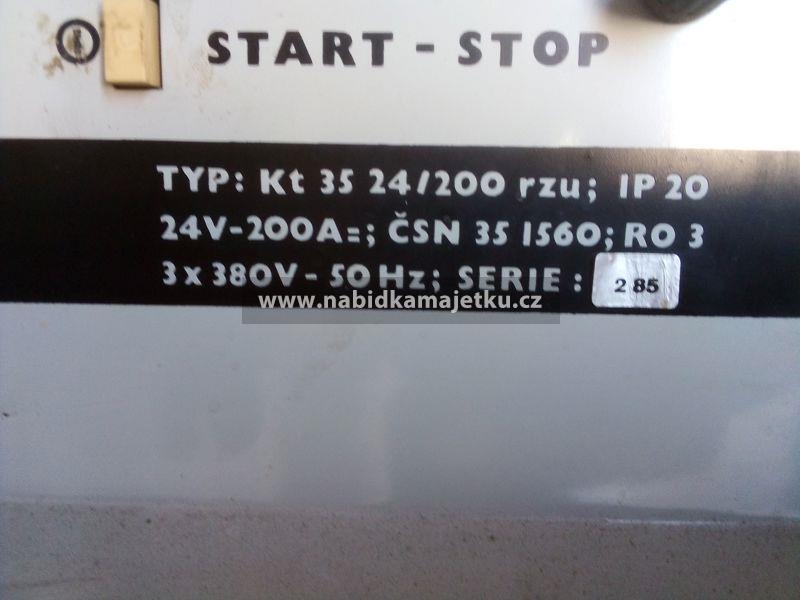 START - STOP
TYP: Kt 35 24/200 rzu; IP 20
24V-200A=; ČSN 35 1560; RO 3
3 x 380V - 50 Hz; SERIE: 2 85
www.nabidkamajetku.cz